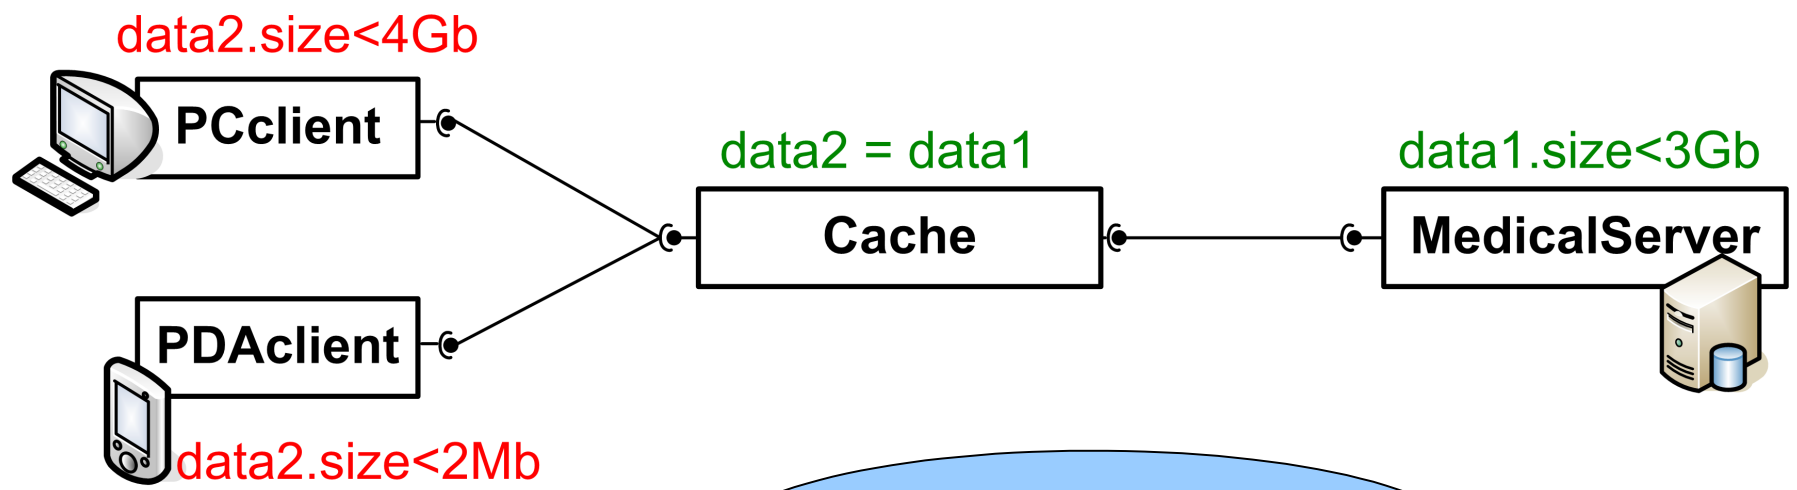 data2.size<4Gb
PCclient
data2 = data1
data1.size<3Gb
Cache
MedicalServer
PDAclient
data2.size<2Mb